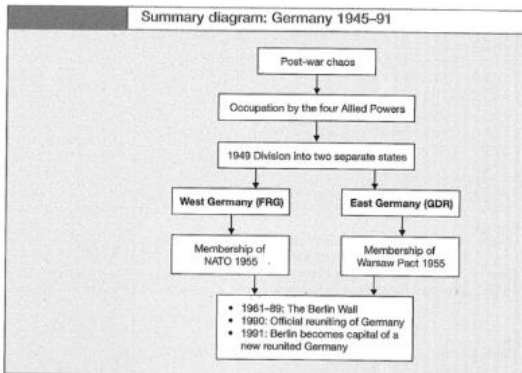 Summary diagram: Germany 1945–91
Post-war chaos
Occupation by the four Allied Powers
1949 Division into two separate states
West Germany (FRG)
East Germany (GDR)
Membership of
NATO 1955
Membership of
Warsaw Pact 1955
• 1961–89: The Berlin Wall
• 1990: Official reuniting of Germany
• 1991: Berlin becomes capital of a
new reunited Germany